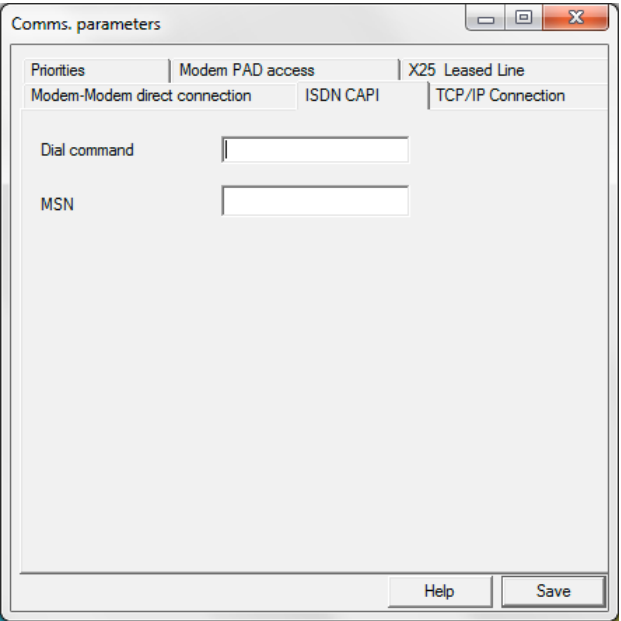 Comms. parameters
Priorities Modem PAD access X25 Leased Line
Modem-Modem direct connection ISDN CAPI TCP/IP Connection
Dial command
MSN
Help Save